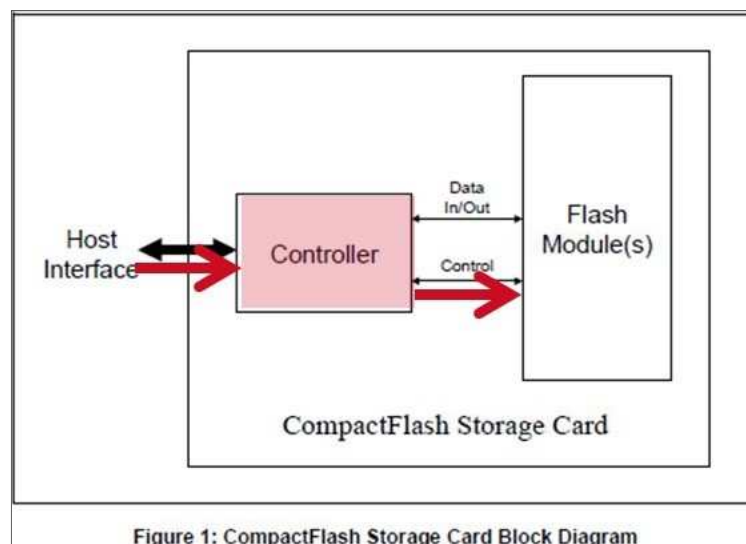 Data
In/Out
Flash
Module(s)
Host
Interface
Controller
Control
CompactFlash Storage Card
Figure 1: CompactFlash Storage Card Block Diagram